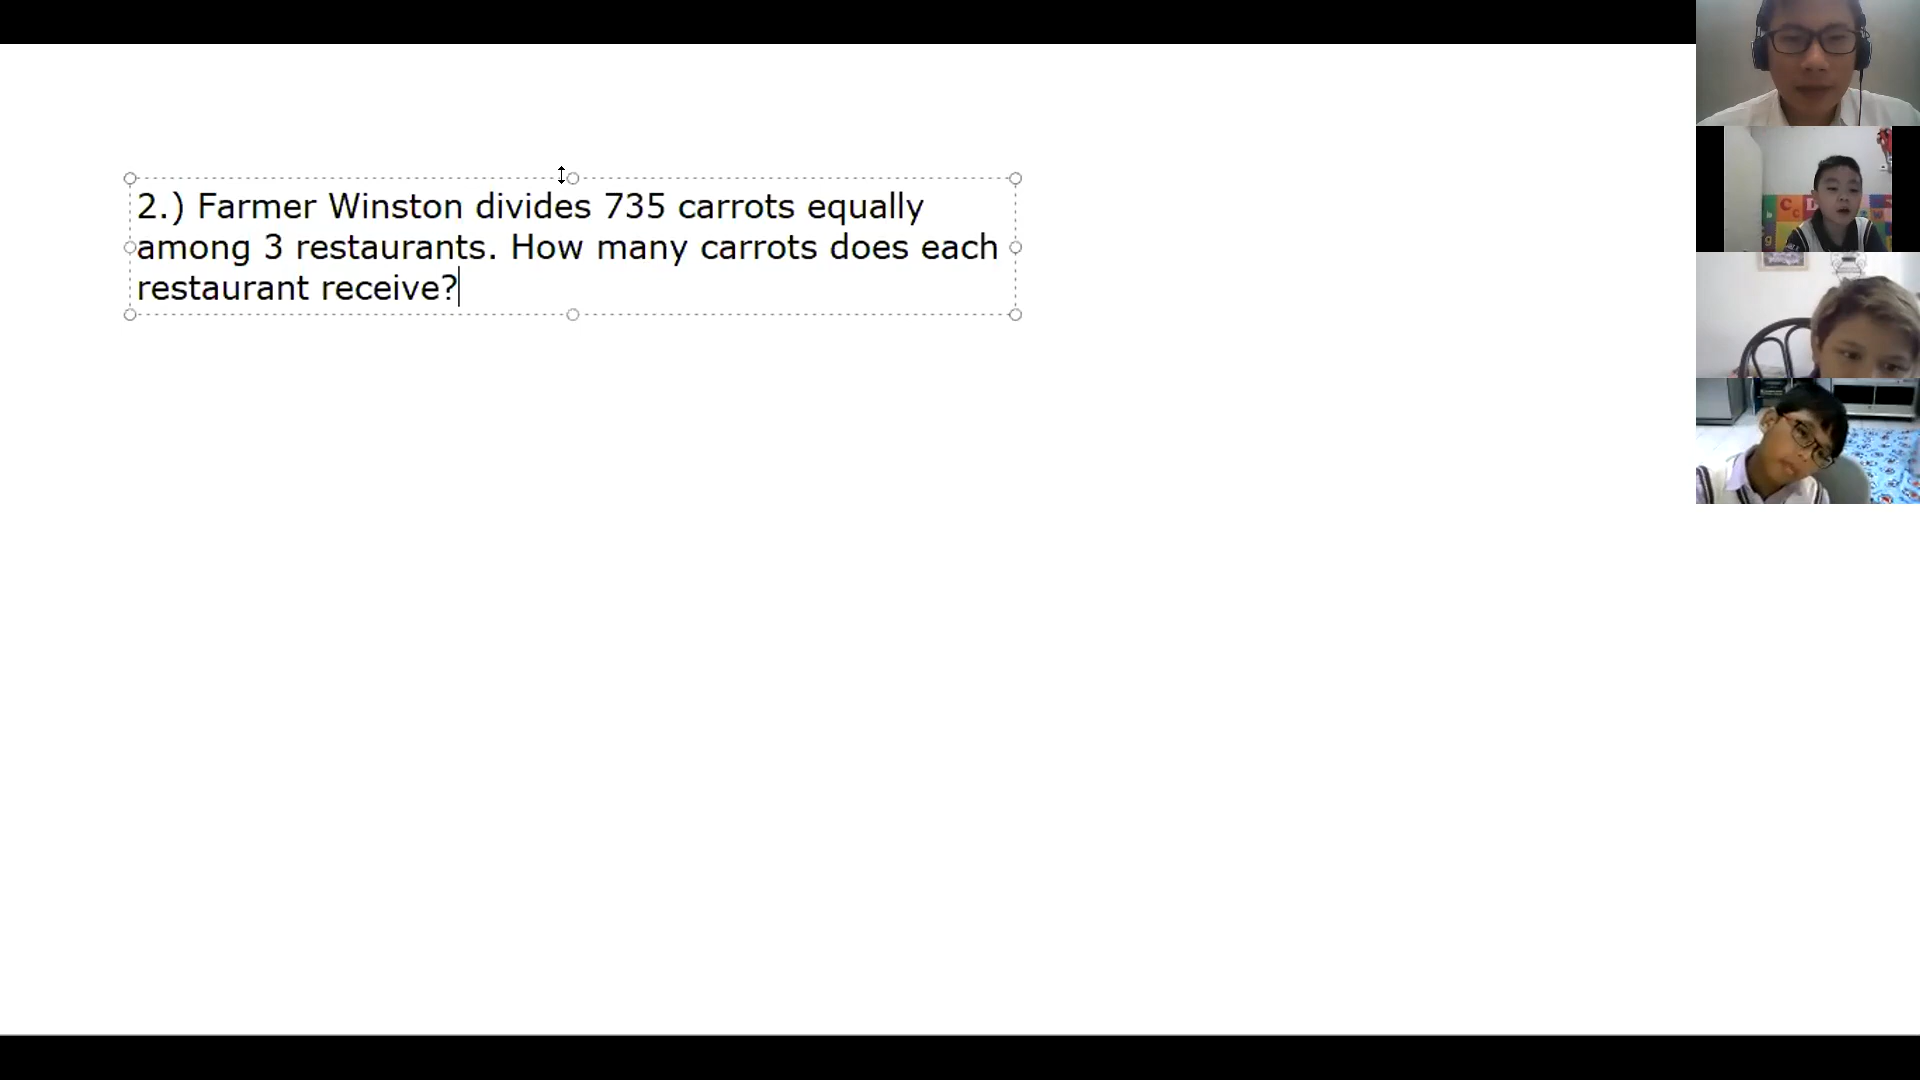 2.) Farmer Winston divides 735 carrots equally
among 3 restaurants. How many carrots does each
restaurant receive?